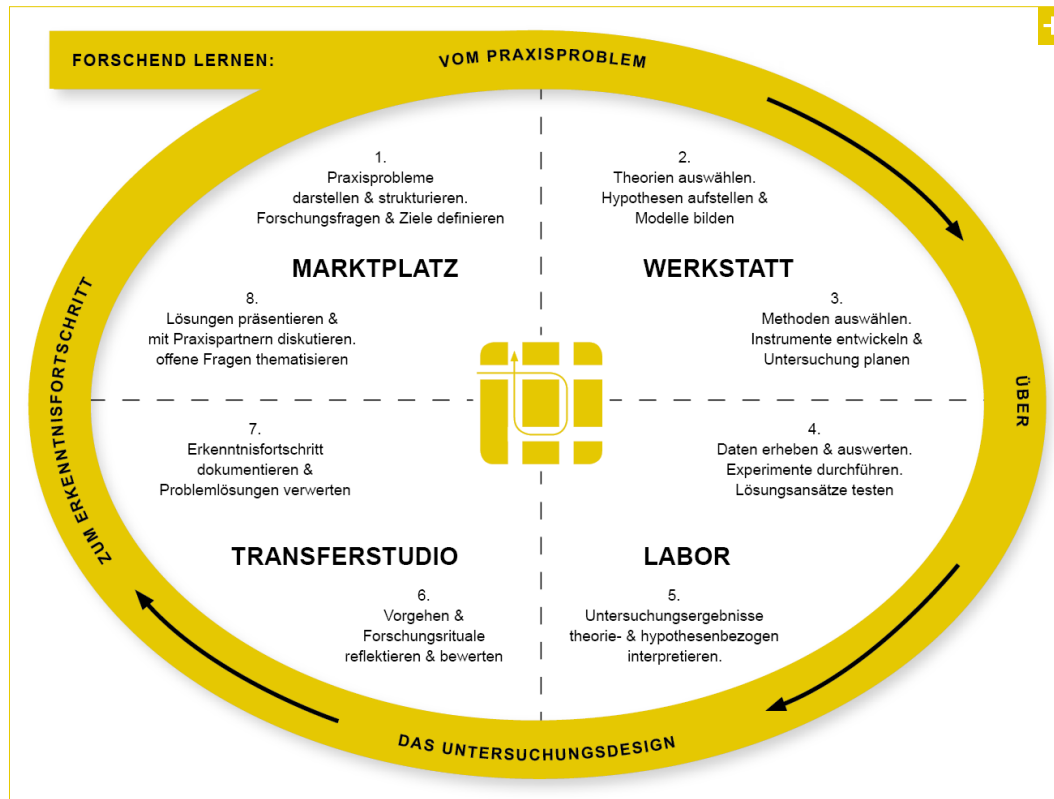 FORSCHEND LERNEN:
VOM PRAXISPROBLEM
1.
Praxisprobleme
darstellen & strukturieren.
Forschungsfragen & Ziele definieren
2.
Theorien auswählen.
Hypothesen aufstellen &
Modelle bilden
MARKTPLATZ
WERKSTATT
8.
Lösungen präsentieren &
mit Praxispartnern diskutieren.
offene Fragen thematisieren
3.
Methoden auswählen.
Instrumente entwickeln &
Untersuchung planen
ÜBER
7.
Erkenntnisfortschritt
dokumentieren &
Problemlösungen verwerten
4.
Daten erheben & auswerten.
Experimente durchführen.
Lösungsansätze testen
TRANSFERSTUDIO
LABOR
6.
Vorgehen &
Forschungsrituale
reflektieren & bewerten
5.
Untersuchungsergebnisse
theorie- & hypothesenbezogen
interpretieren.
DAS UNTERSUCHUNGSDESIGN
ZUM ERKENNTNISFORTSCHRITT